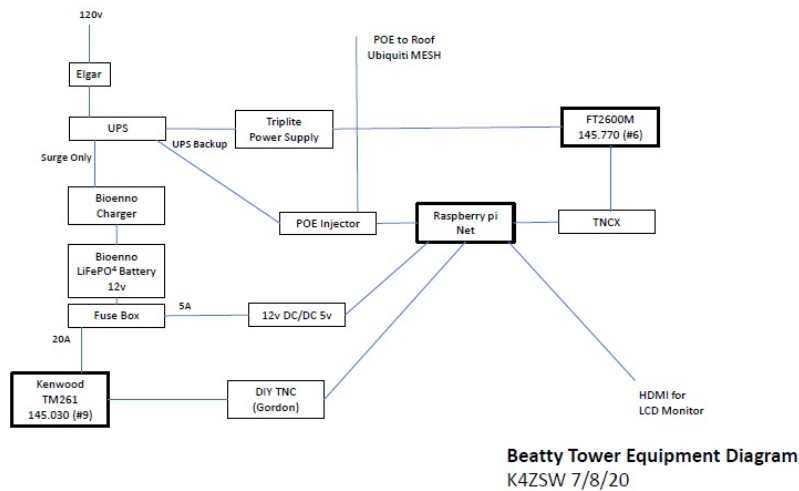 120v
POE to Roof
Ubiquiti MESH
Elgar
UPS
Triplite
Power Supply
FT2600M
145.770 (#6)
Surge Only
UPS Backup
Bioenno
Charger
POE Injector
Raspberry pi
Net
TNCX
Bioenno
LiFePO⁴ Battery
12v
Fuse Box
5A
12v DC/DC 5v
20A
Kenwood
TM261
145.030 (#9)
DIY TNC
(Gordon)
HDMI for
LCD Monitor
Beatty Tower Equipment Diagram
K4ZSW 7/8/20